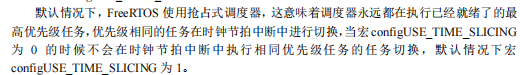 默认情况下，FreeRTOS 使用抢占式调度器，这意味着调度器永远都在执行已经就绪了的最
高优先级任务，优先级相同的任务在时钟节拍中断中进行切换，当宏 configUSE_TIME_SLICING
为 0 的时候不会在时钟节拍中断中执行相同优先级任务的任务切换，默认情况下宏
configUSE_TIME_SLICING 为 1。